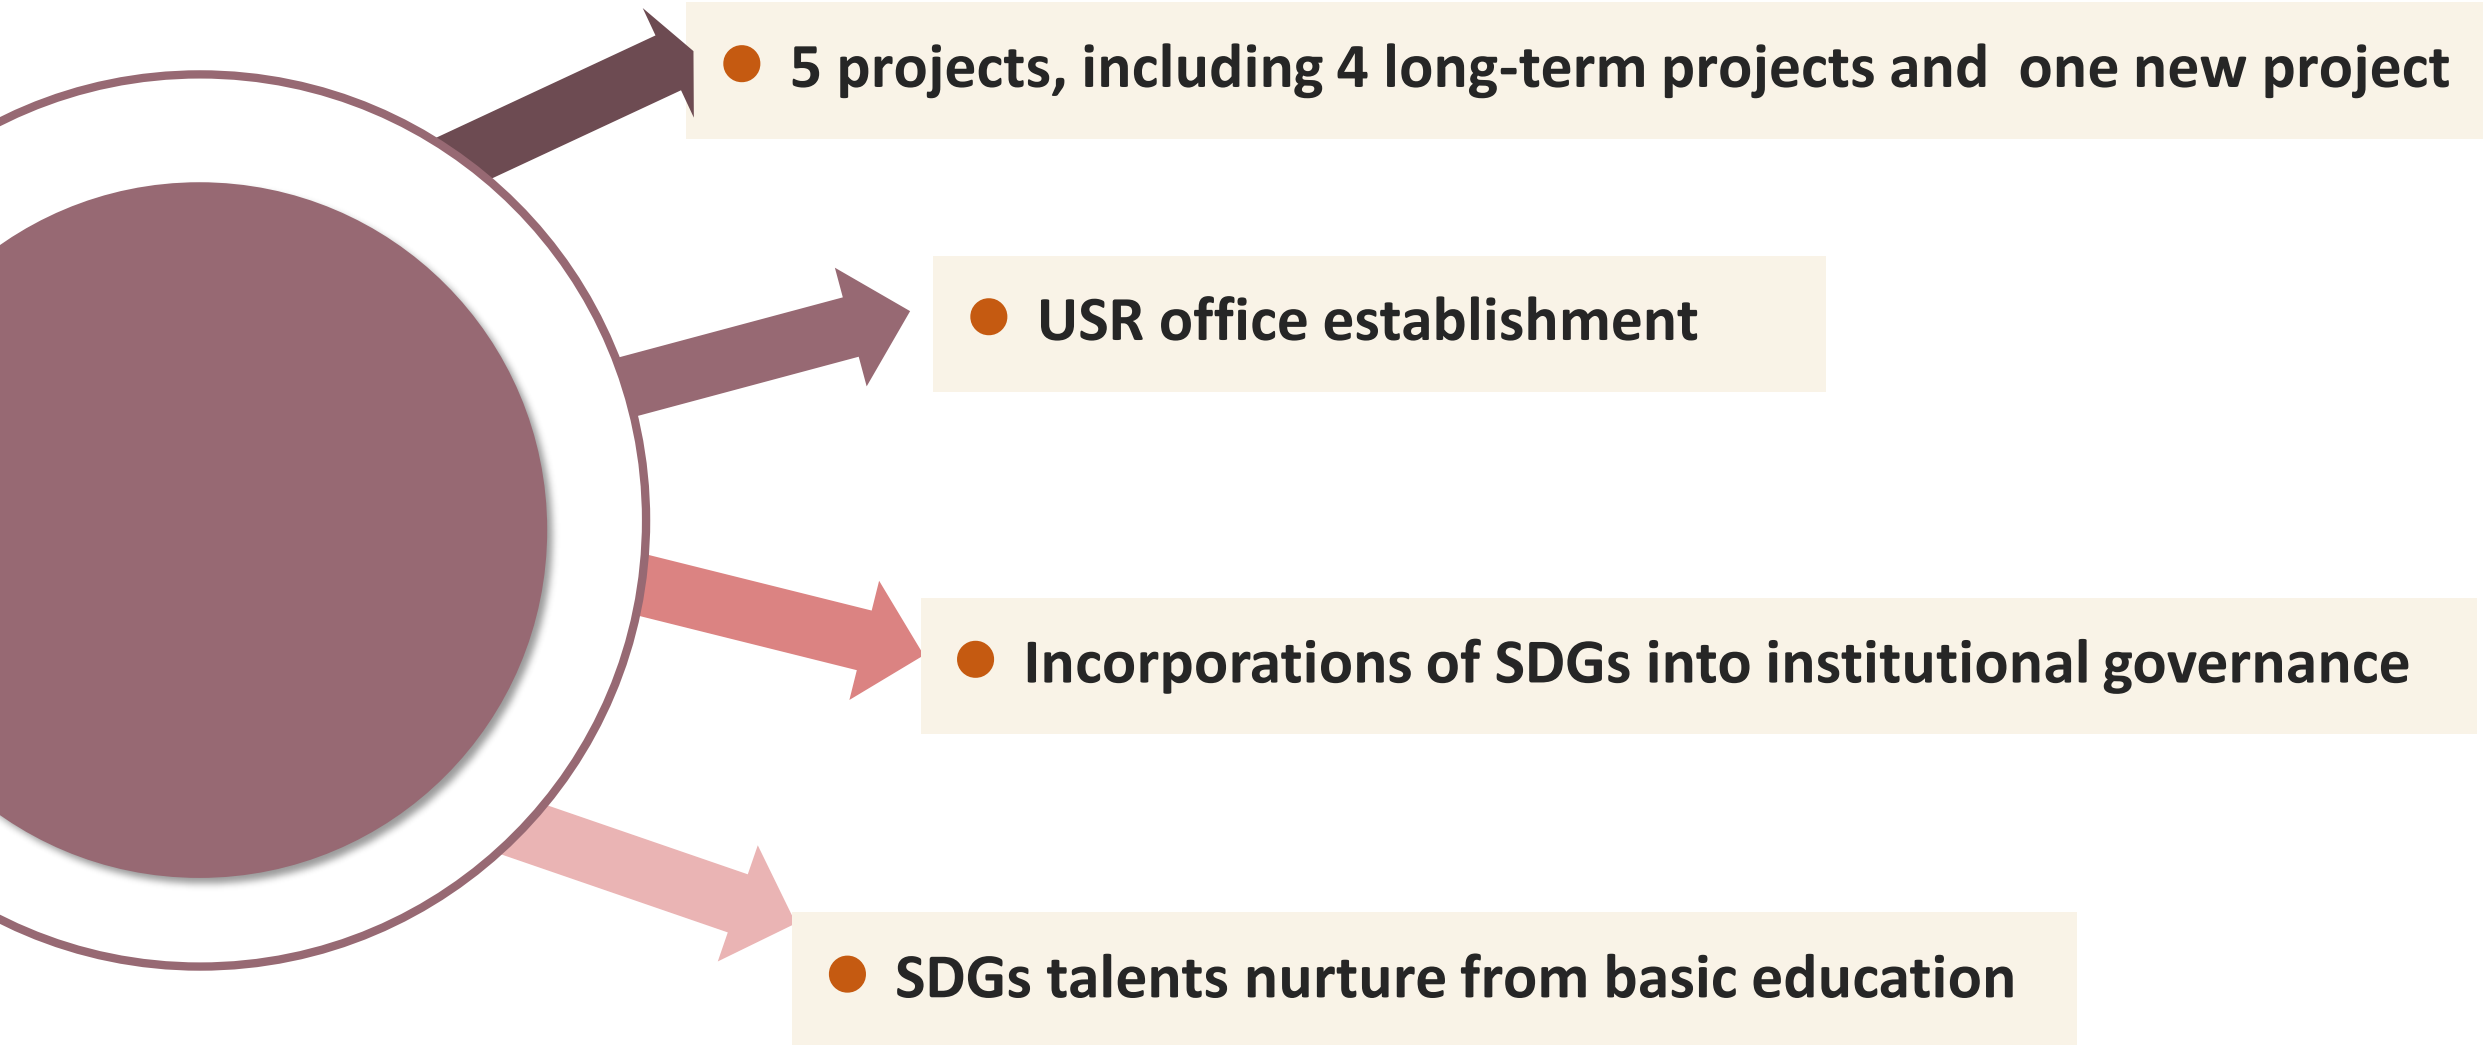 ● 5 projects, including 4 long-term projects and one new project
● USR office establishment
● Incorporations of SDGs into institutional governance
● SDGs talents nurture from basic education